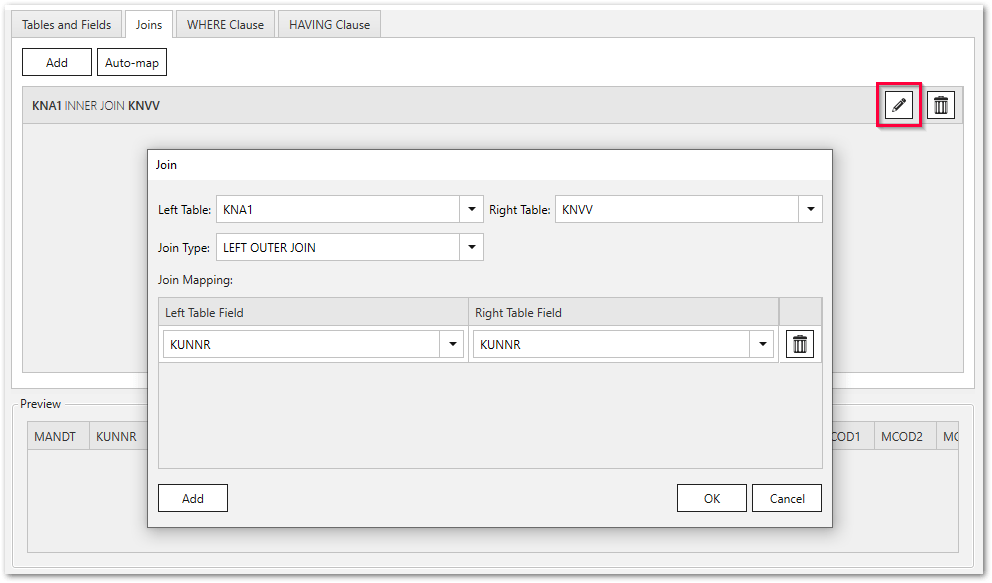 Tables and Fields Joins WHERE Clause HAVING Clause
Add Auto-map
KNA1 INNER JOIN KNVV
Join
Left Table: KNA1 Right Table: KNVV
Join Type: LEFT OUTER JOIN
Join Mapping:
Left Table Field Right Table Field
KUNNR KUNNR
Preview
MANDT KUNNR COD1 MCOD2 MC
Add OK Cancel